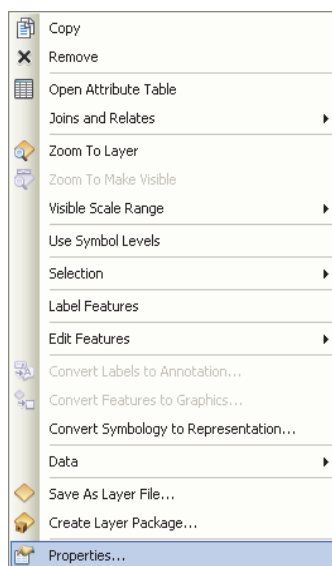 Copy
Remove
Open Attribute Table
Joins and Relates
Zoom To Layer
Zoom To Make Visible
Visible Scale Range
Use Symbol Levels
Selection
Label Features
Edit Features
Convert Labels to Annotation...
Convert Features to Graphics...
Convert Symbology to Representation...
Data
Save As Layer File...
Create Layer Package...
Properties...